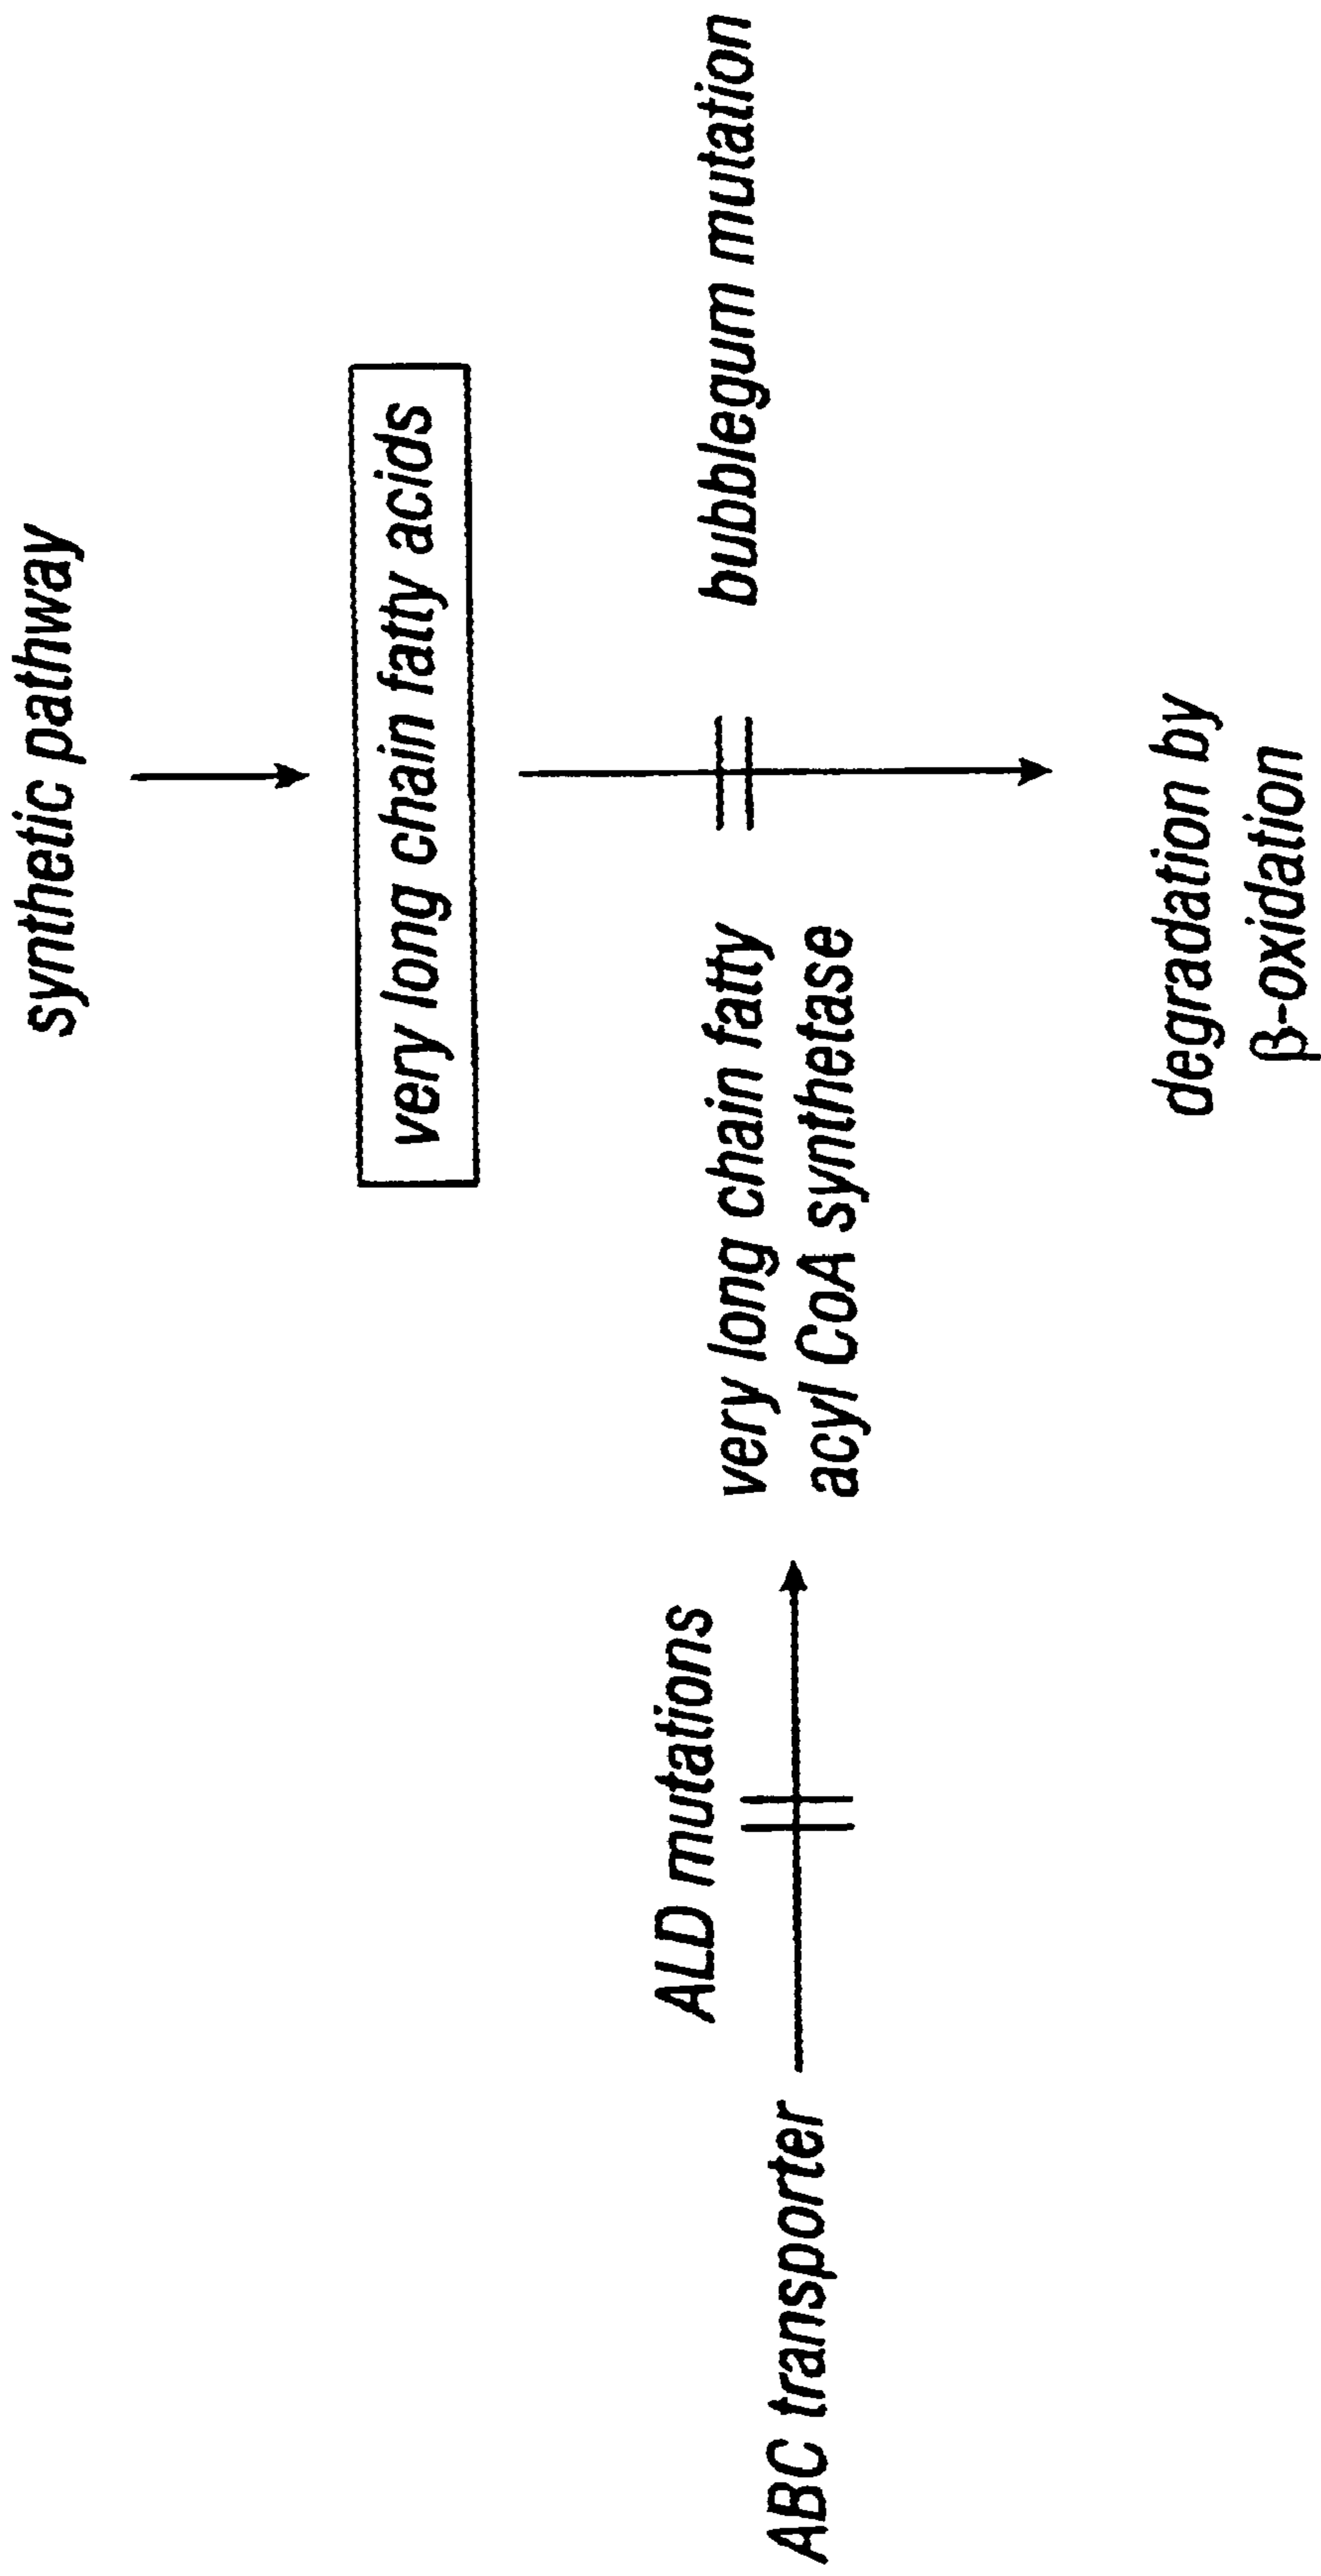 synthetic pathway
very long chain fatty acids
ALD mutations
ABC transporter
very long chain fatty
acyl CoA synthetase
bubblegum mutation
degradation by
β-oxidation